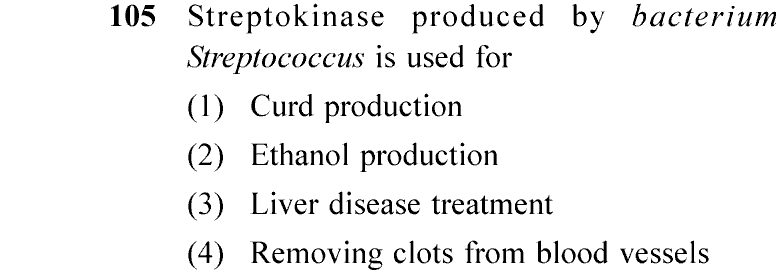 105 Streptokinase produced by bacterium
Streptococcus is used for
(1) Curd production
(2) Ethanol production
(3) Liver disease treatment
(4) Removing clots from blood vessels